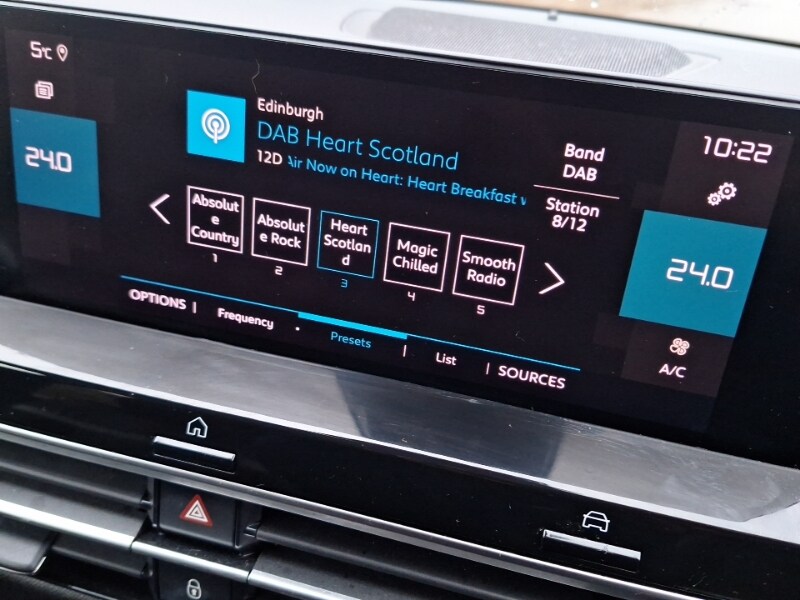 5°C
24.0
Edinburgh
DAB Heart Scotland
12D Air Now on Heart: Heart Breakfast
Band
DAB
Station
8/12
10:22
24.0
A/C
Absolut
e
Country
1
Absolut
e Rock
2
Heart
Scotlan
d
3
Magic
Chilled
4
Smooth
Radio
5
OPTIONS | Frequency · Presets | List | SOURCES